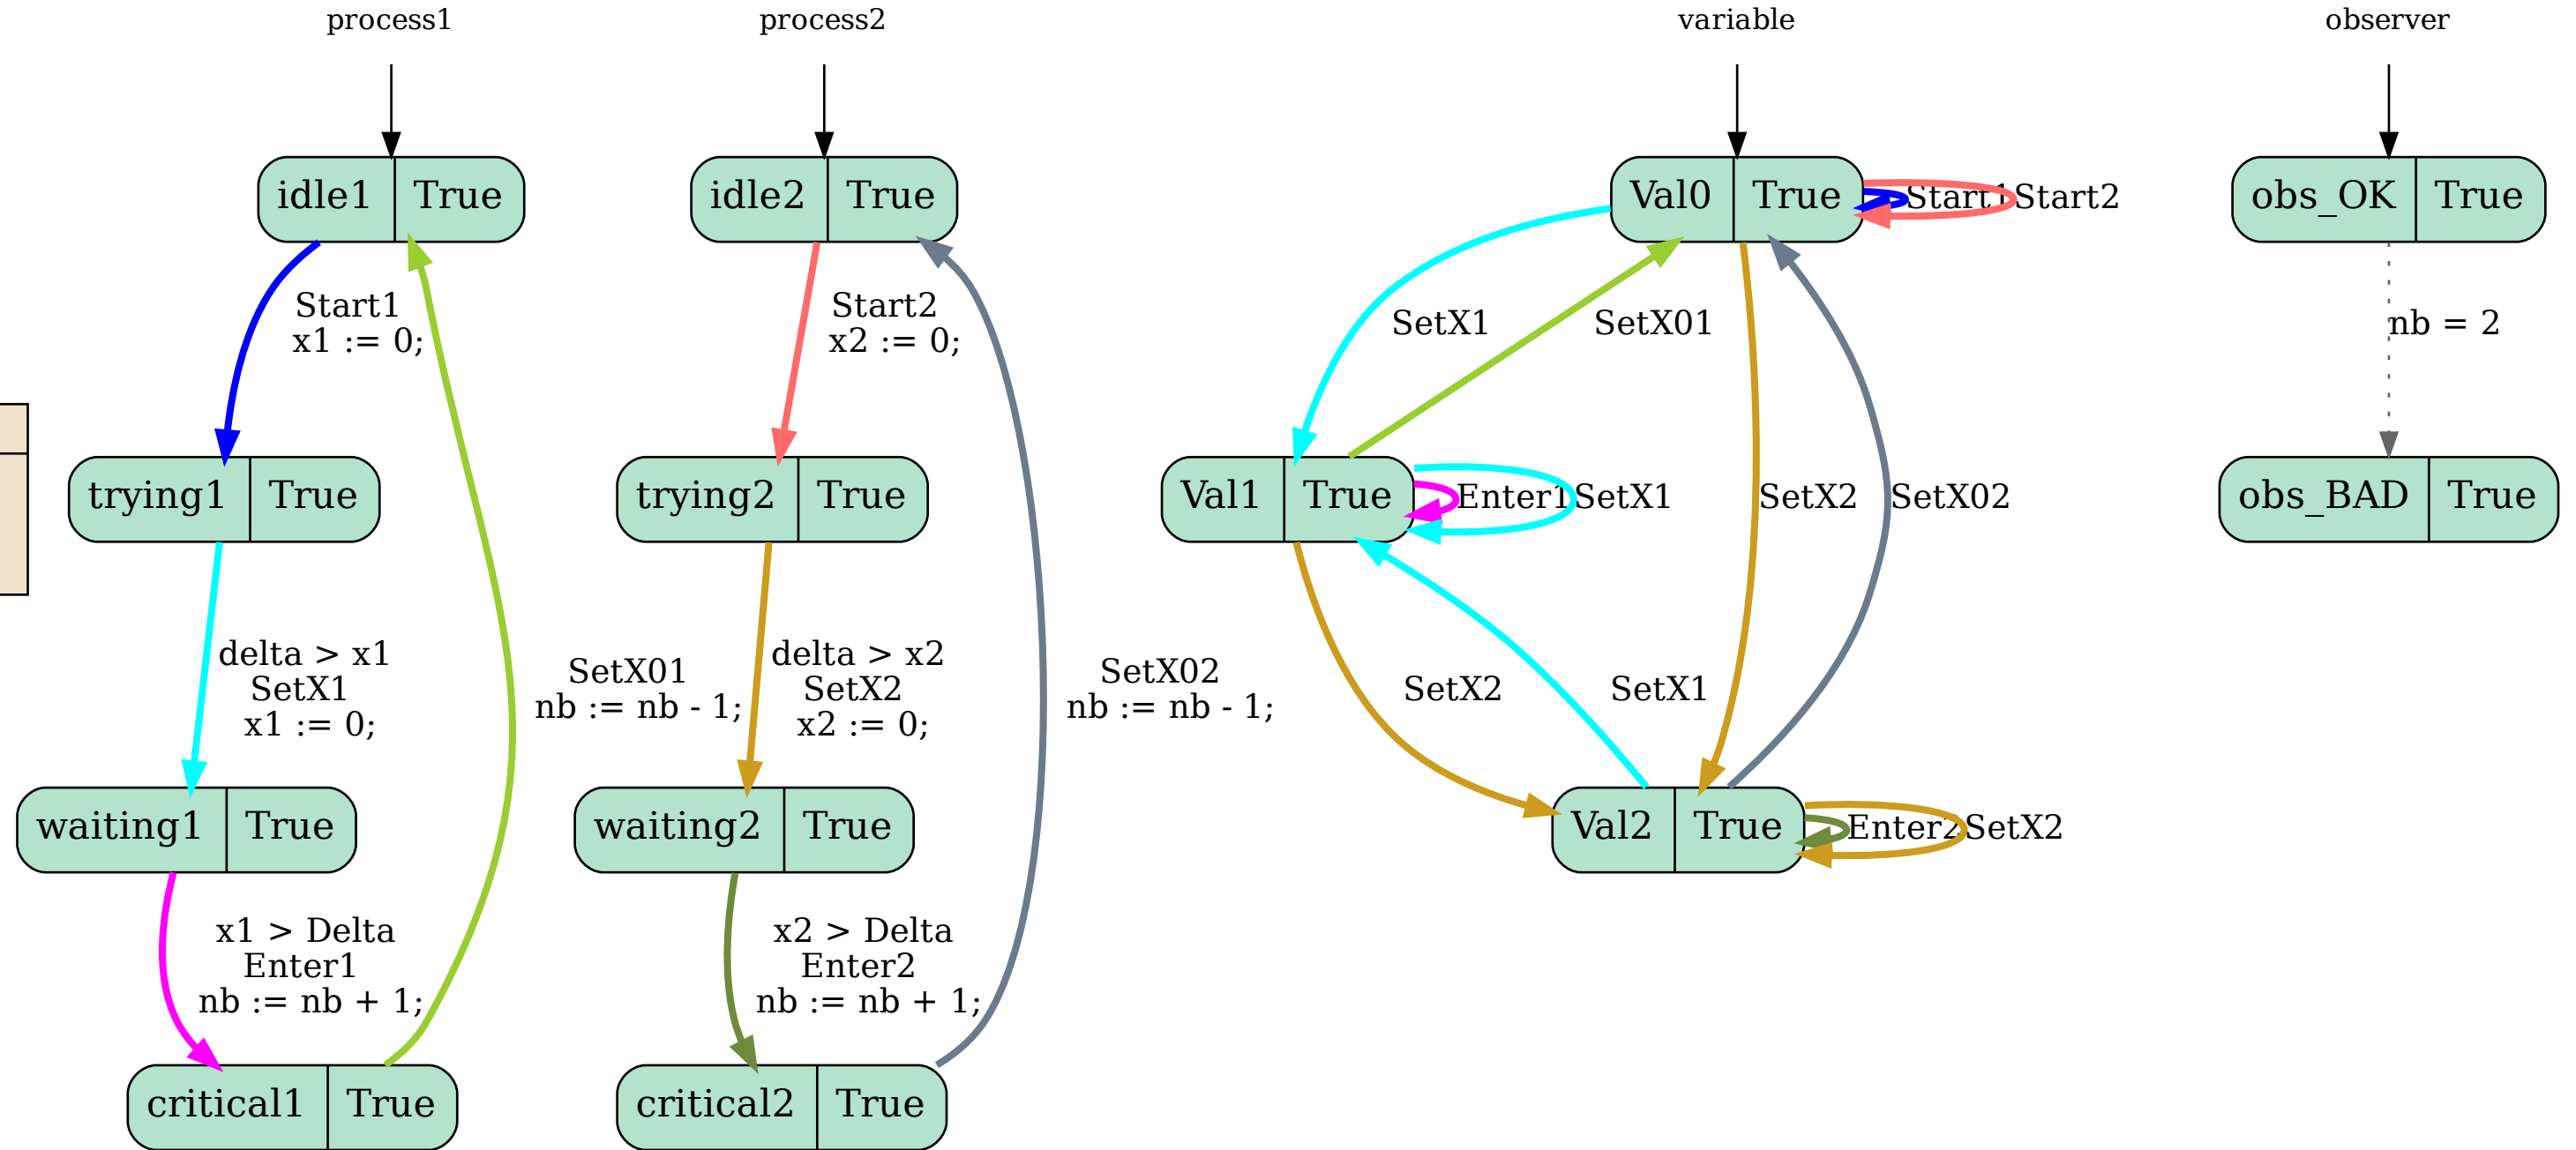 process1
process2
variable
observer
idle1 True
idle2 True
Val0 True
Start1
Start2
obs_OK True
Start1
x1 := 0;
Start2
x2 := 0;
SetX1
SetX01
nb = 2
trying1 True
trying2 True
Val1 True
Enter1
SetX1
SetX2
SetX02
obs_BAD True
delta > x1
SetX1
x1 := 0;
SetX01
nb := nb - 1;
delta > x2
SetX2
x2 := 0;
SetX02
nb := nb - 1;
SetX2
SetX1
waiting1 True
waiting2 True
Val2 True
Enter2
SetX2
x1 > Delta
Enter1
nb := nb + 1;
x2 > Delta
Enter2
nb := nb + 1;
critical1 True
critical2 True